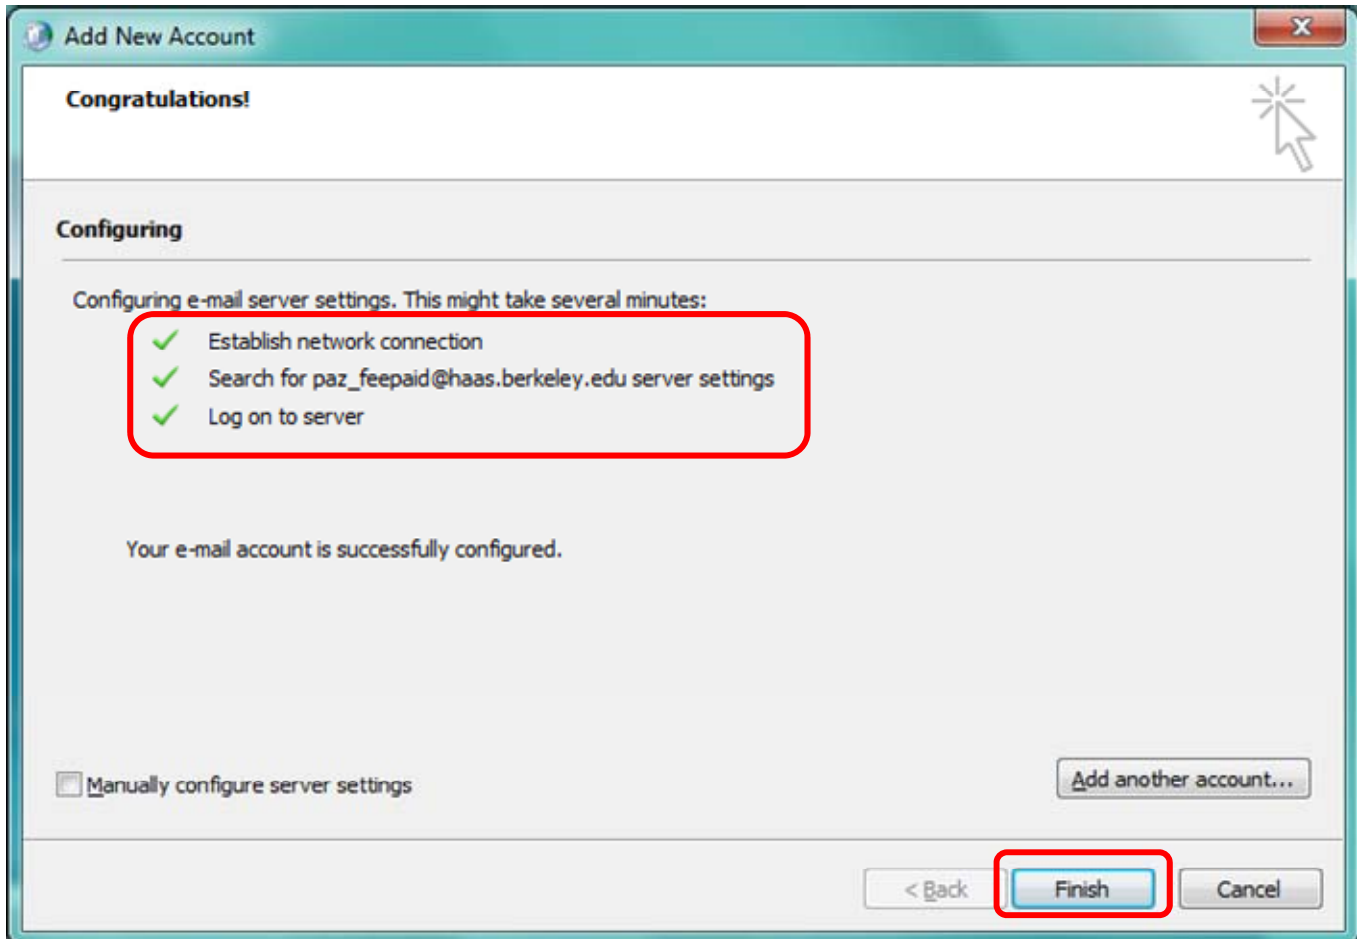 Add New Account
x
Congratulations!
Configuring
Configuring e-mail server settings. This might take several minutes:
Establish network connection
Search for paz_feepaid@haas.berkeley.edu server settings
Log on to server
Your e-mail account is successfully configured.
Manually configure server settings
Add another account...
< Back
Finish
Cancel